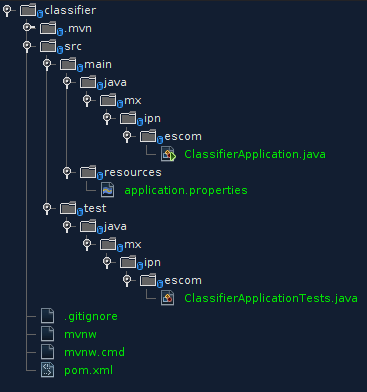 classifier
.mvn
src
main
java
mx
ipn
escom
ClassifierApplication.java
resources
application.properties
test
java
mx
ipn
escom
ClassifierApplicationTests.java
.gitignore
mvnw
mvnw.cmd
pom.xml